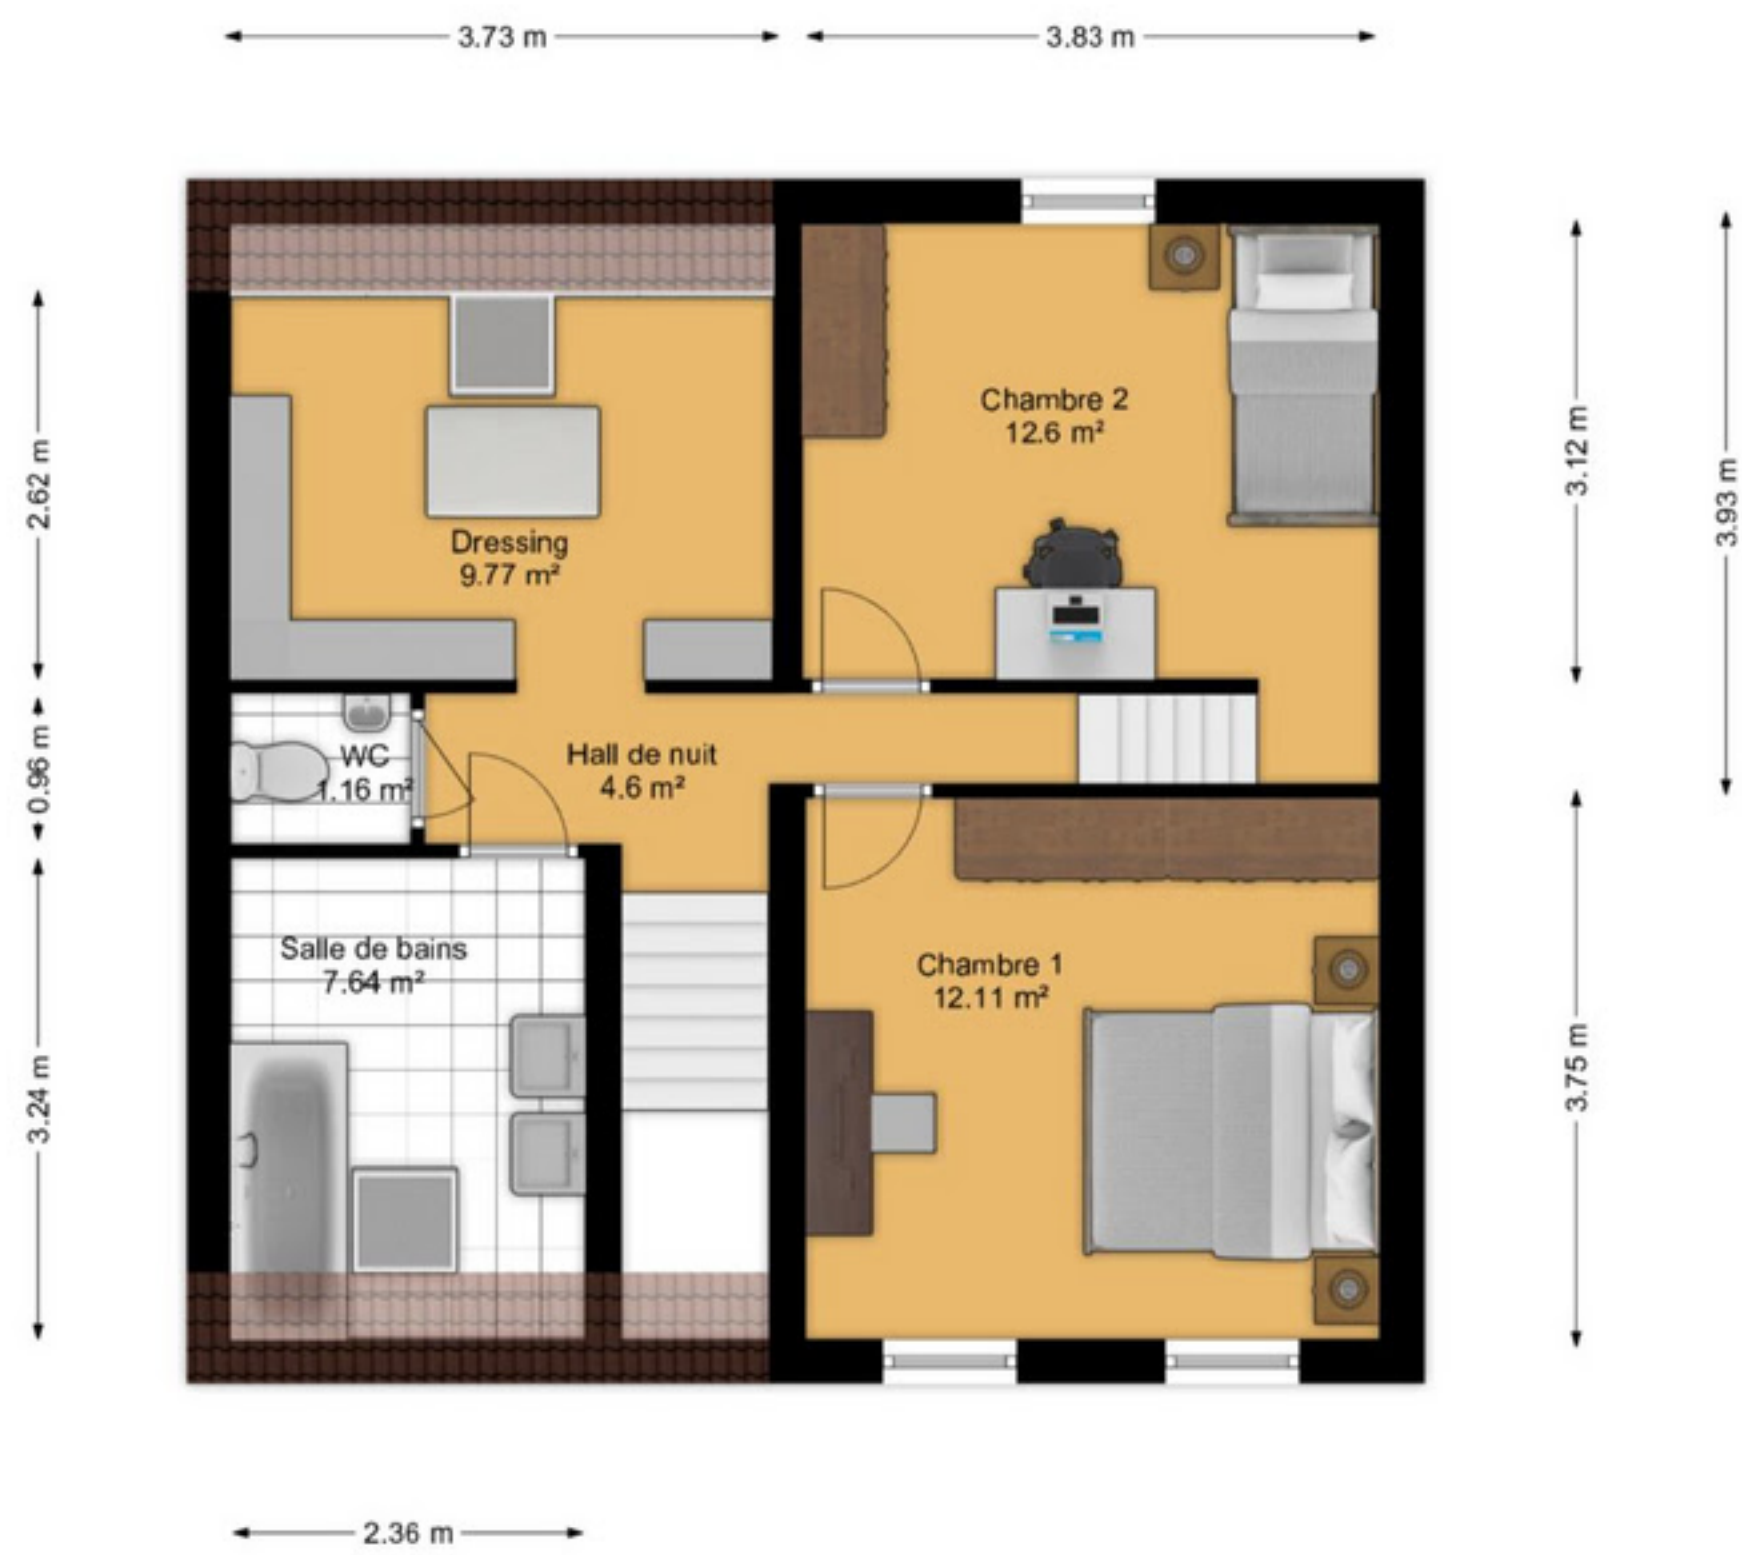 3.73 m
3.83 m
Chambre 2
12.6 m²
3.12 m
3.93 m
2.62 m
Dressing
9.77 m²
0.96 m
WC
1.16 m²
Hall de nuit
4.6 m²
Salle de bains
7.64 m²
Chambre 1
12.11 m²
3.24 m
3.75 m
2.36 m